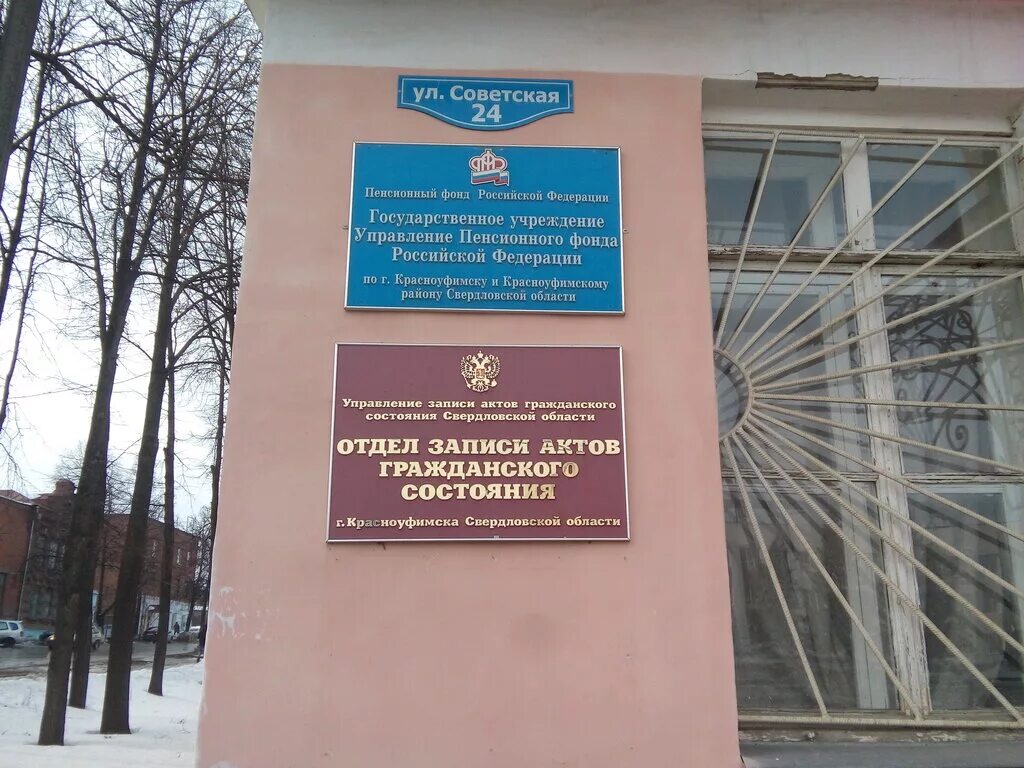 ул. Советская
24
ПФР
Пенсионный фонд Российской Федерации
Государственное учреждение
Управление Пенсионного фонда
Российской Федерации
по г. Красноуфимску и Красноуфимскому
району Свердловской области
Управление записи актов гражданского
состояния Свердловской области
ОТДЕЛ ЗАПИСИ АКТОВ
ГРАЖДАНСКОГО
СОСТОЯНИЯ
г.Красноуфимска Свердловской области